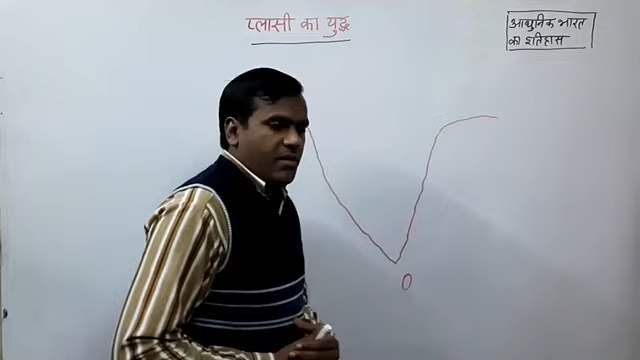 प्लासी का युद्ध
आधुनिक भारत
का इतिहास
0